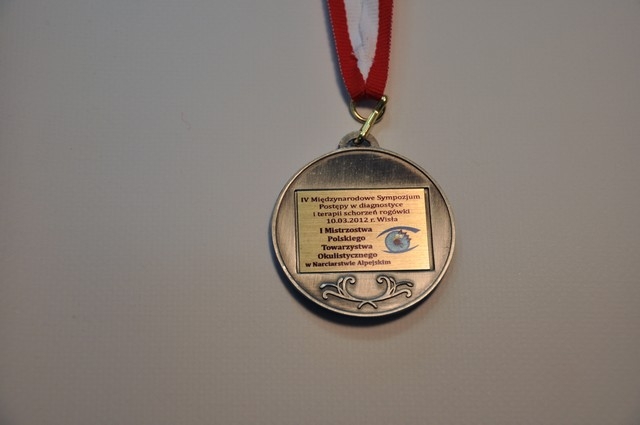 IV Międzynarodowe Sympozjum
Postępy w diagnostyce
i terapii schorzeń rogówki
10.03.2012 r. Wisła
I Mistrzostwa
Polskiego
Towarzystwa
Okulistycznego
w Narciarstwie Alpejskim